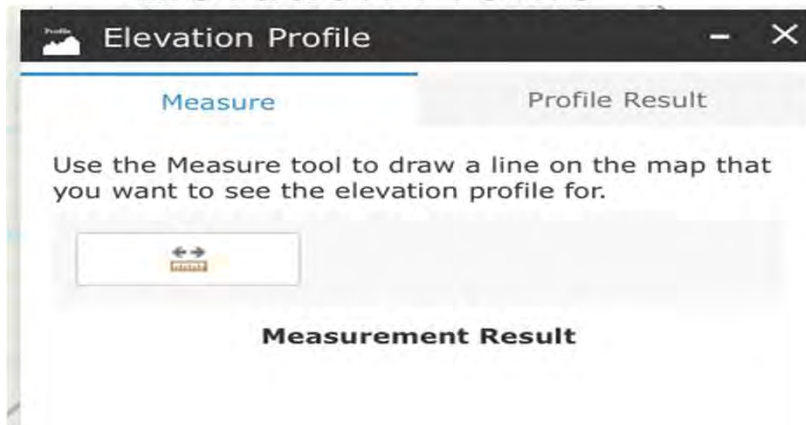 Profile
Elevation Profile
Measure
Profile Result
Use the Measure tool to draw a line on the map that
you want to see the elevation profile for.
Measurement Result